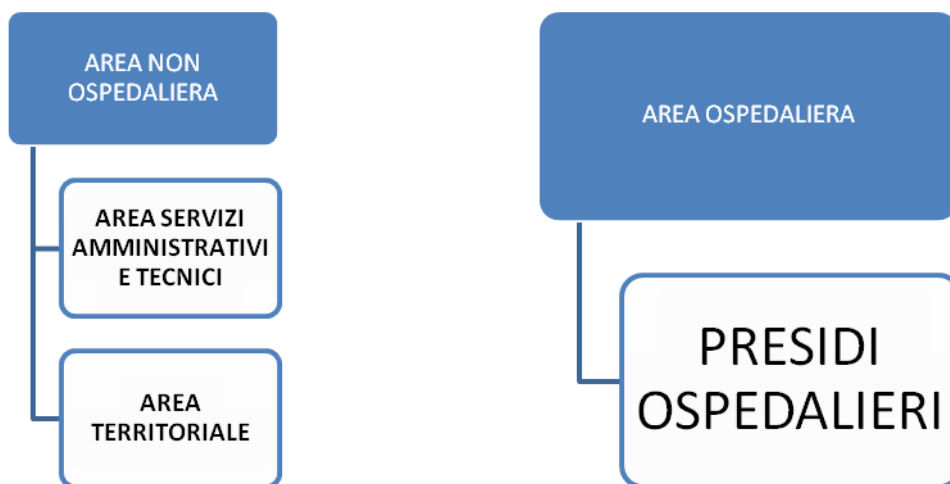 AREA NON
OSPEDALIERA
AREA SERVIZI
AMMINISTRATIVI
E TECNICI
AREA
TERRITORIALE
AREA OSPEDALIERA
PRESIDI
OSPEDALIERI